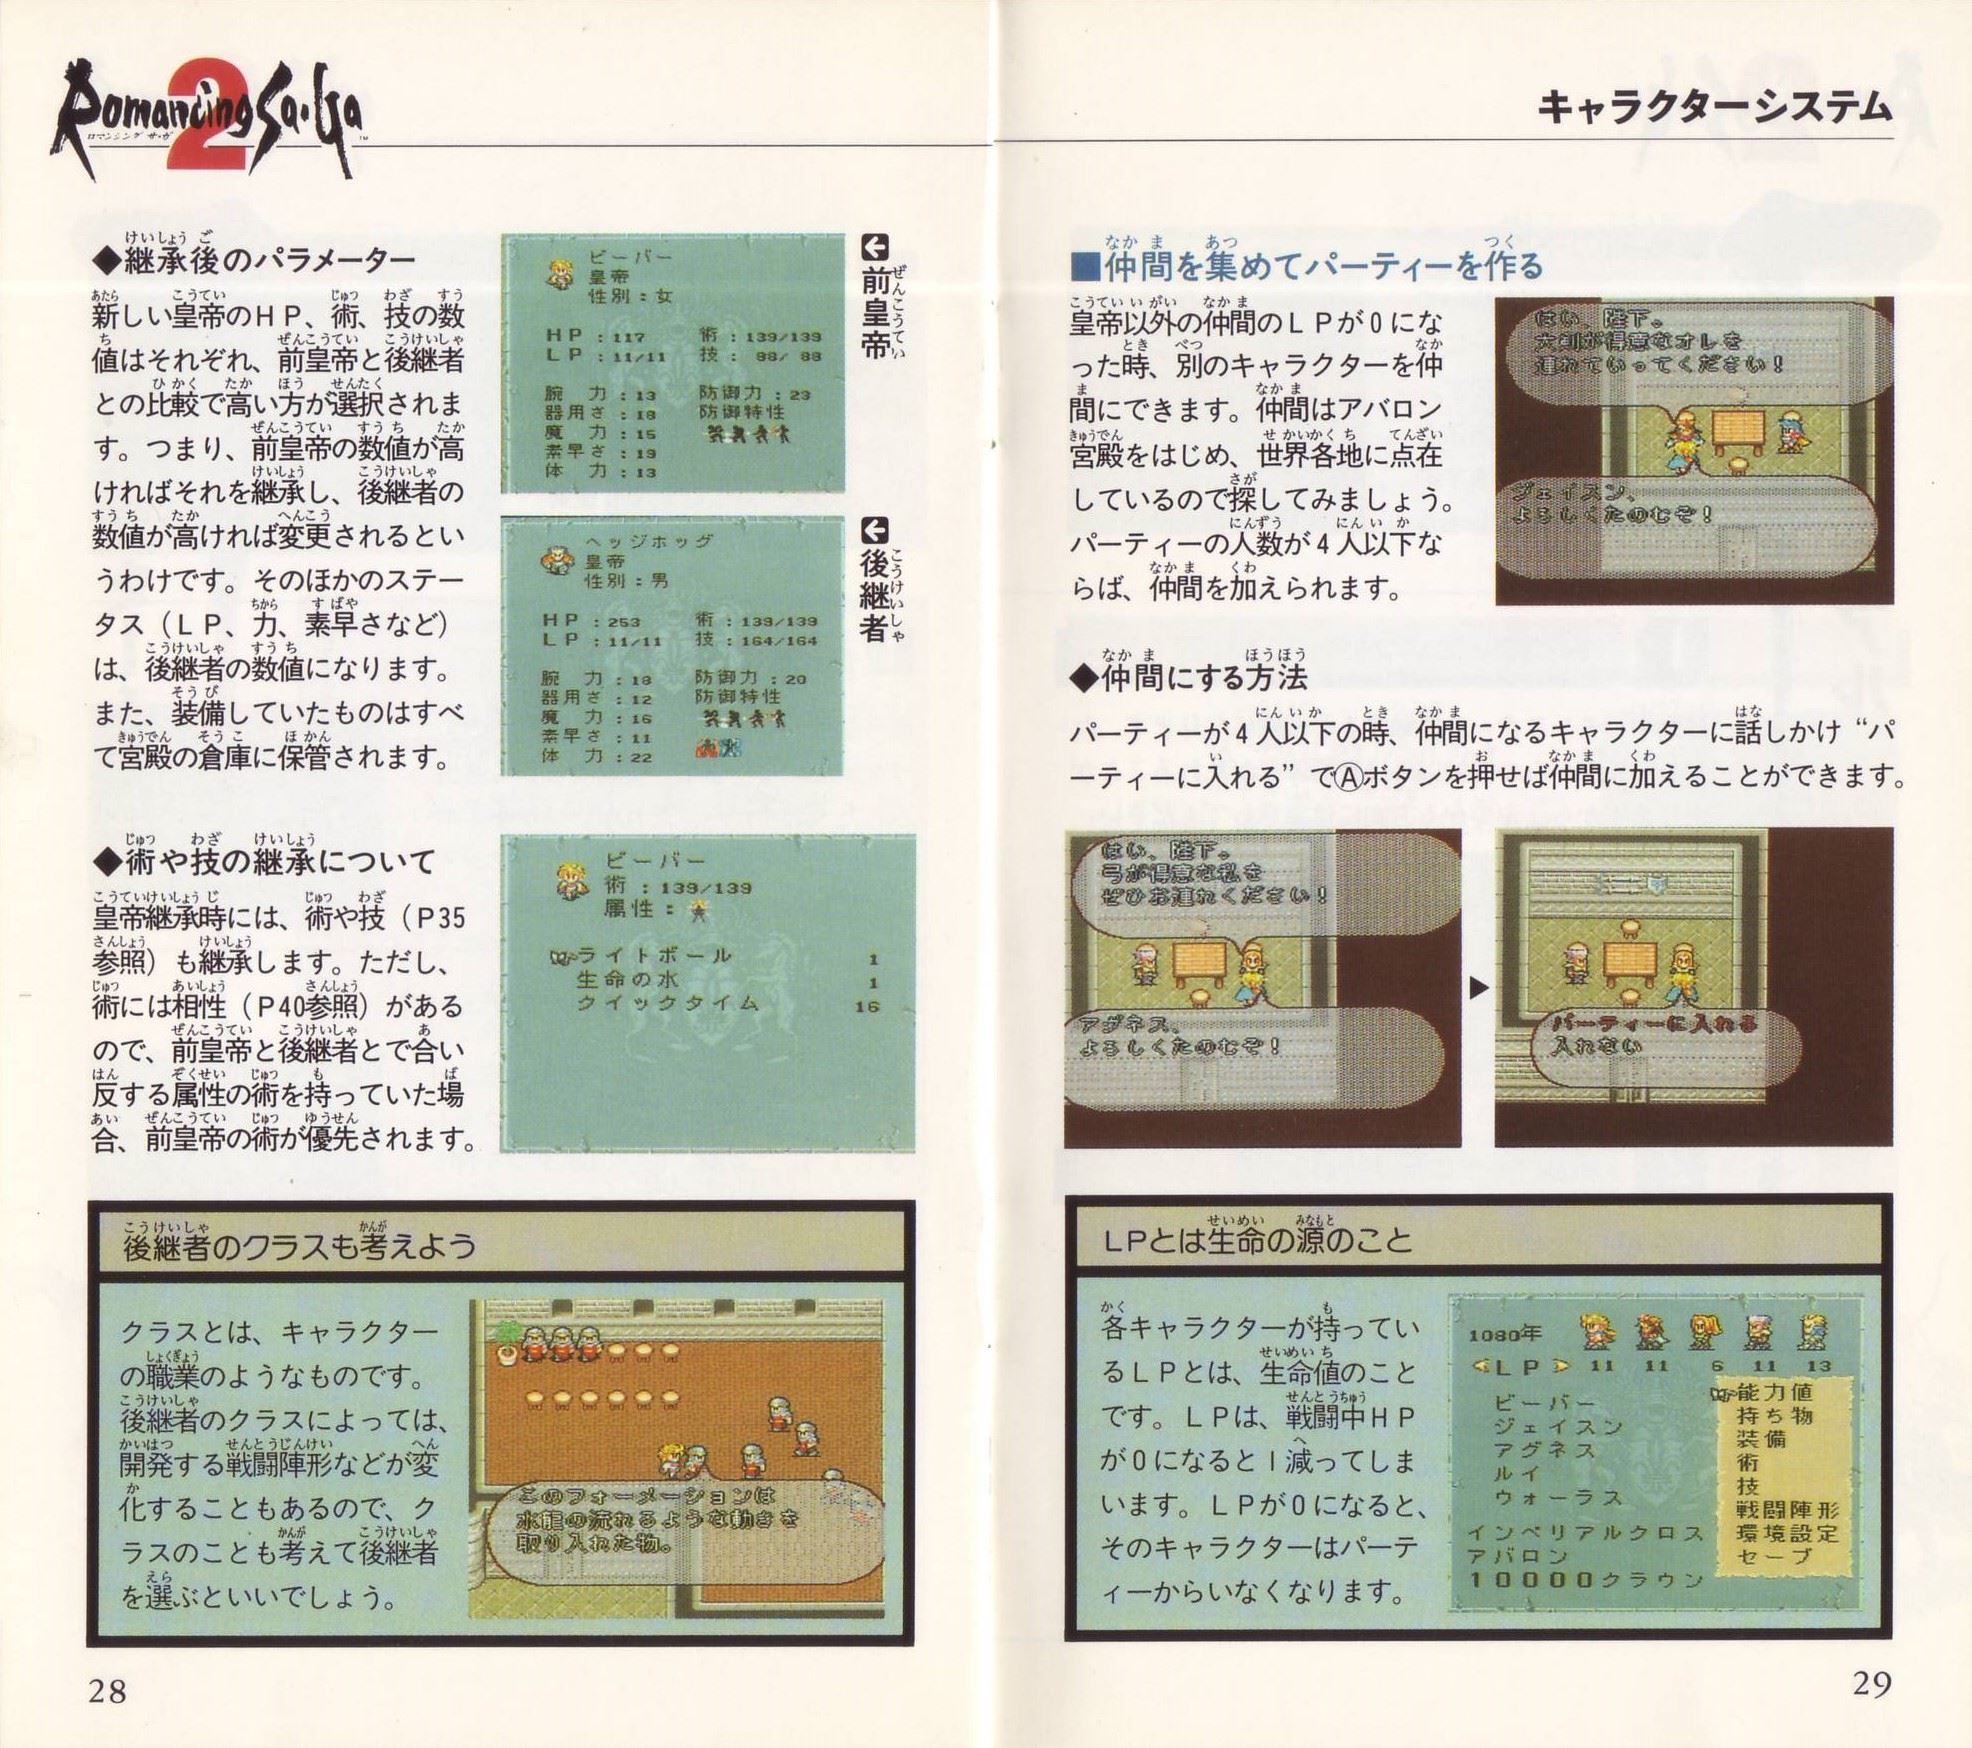 Romancing Sa・Ga 2
ロマンシング サ・ガ
TM
◆継承後のパラメーター
新しい皇帝のHP、術、技の数
値はそれぞれ、前皇帝と後継者
との比較で高い方が選択されま
す。つまり、前皇帝の数値が高
ければそれを継承し、後継者の
数値が高ければ変更されるとい
うわけです。そのほかのステー
タス（LP、力、素早さなど）
は、後継者の数値になります。
また、装備していたものはすべ
て宮殿の倉庫に保管されます。
ビーバー
皇帝
性別：女
HP：117 術：139/139
LP：11/11 技：88/88
腕力：13 防御力：23
器用さ：18 防御特性
魔力：15
素早さ：19
体力：13
←前皇帝
ヘッジホッグ
皇帝
性別：男
HP：253 術：139/139
LP：11/11 技：164/164
腕力：18 防御力：20
器用さ：12 防御特性
魔力：16
素早さ：11
体力：22
←後継者
◆術や技の継承について
皇帝継承時には、術や技（P35
参照）も継承します。ただし、
術には相性（P40参照）がある
ので、前皇帝と後継者とで合い
反する属性の術を持っていた場
合、前皇帝の術が優先されます。
ビーバー
術：139/139
属性：
ライトボール 1
生命の水 1
クイックタイム 16
後継者のクラスも考えよう
クラスとは、キャラクター
の職業のようなものです。
後継者のクラスによっては、
開発する戦闘陣形などが変
化することもあるので、ク
ラスのことも考えて後継者
を選ぶといいでしょう。
このフォーメーションは
水龍の流れるような動きを
取り入れた物。
28
キャラクターシステム
■仲間を集めてパーティーを作る
皇帝以外の仲間のLPが0にな
った時、別のキャラクターを仲
間にできます。仲間はアバロン
宮殿をはじめ、世界各地に点在
しているので探してみましょう。
パーティーの人数が4人以下な
らば、仲間を加えられます。
はい、陛下。
大剣が得意なオレを
連れていってください！
ジェイスン、
よろしくたのむぞ！
◆仲間にする方法
パーティーが4人以下の時、仲間になるキャラクターに話しかけ“パ
ーティーに入れる”でⒶボタンを押せば仲間に加えることができます。
はい、陛下。
弓が得意な私を
ぜひお連れください！
アグネス、
よろしくたのむぞ！
▶
パーティーに入れる
入れない
LPとは生命の源のこと
各キャラクターが持ってい
るLPとは、生命値のこと
です。LPは、戦闘中HP
が0になると1減ってしま
います。LPが0になると、
そのキャラクターはパーテ
ィーからいなくなります。
1080年
LP 11 11 6 11 13
ビーバー
ジェイスン
アグネス
ルイ
ウォーラス
インペリアルクロス
アバロン
10000クラウン
能力値
持ち物
装備
術
技
戦闘陣形
環境設定
セーブ
29